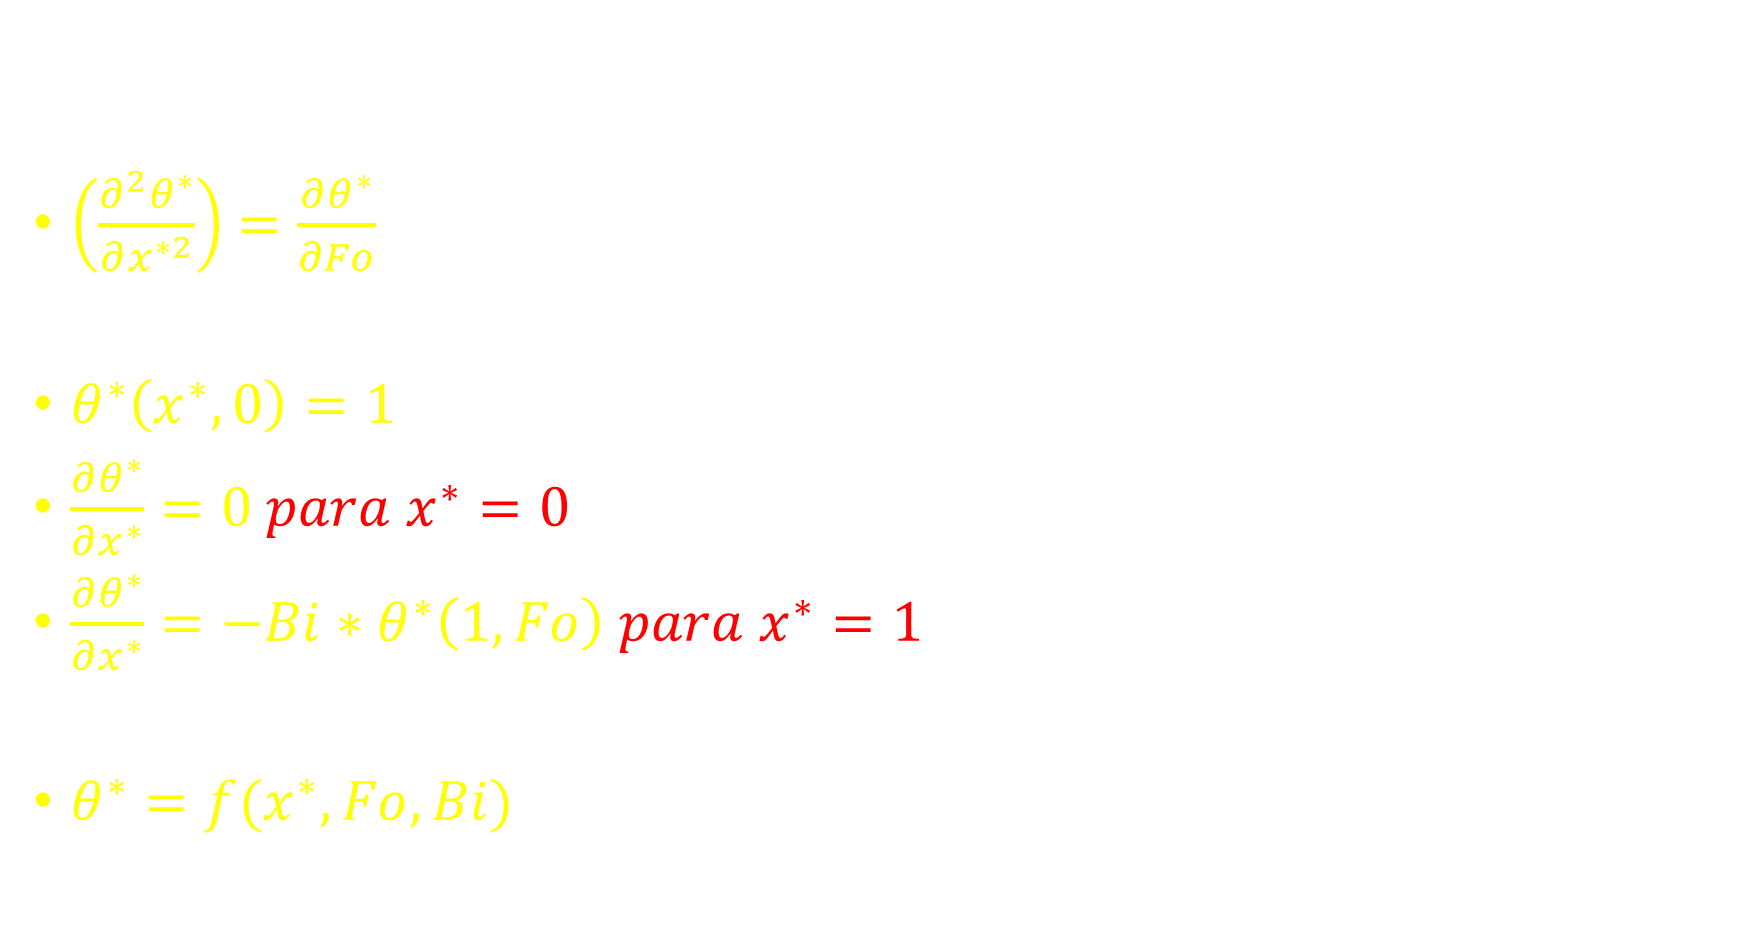 • (∂²θ*/∂x*²) = ∂θ*/∂Fo
• θ*(x*, 0) = 1
• ∂θ*/∂x* = 0 para x* = 0
• ∂θ*/∂x* = −Bi ∗ θ*(1, Fo) para x* = 1
• θ* = f(x*, Fo, Bi)